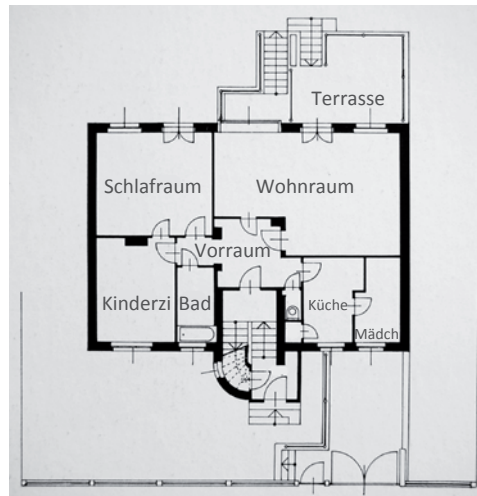 Terrasse
Schlafraum
Wohnraum
Vorraum
Kinderzi
Bad
Küche
Mädch